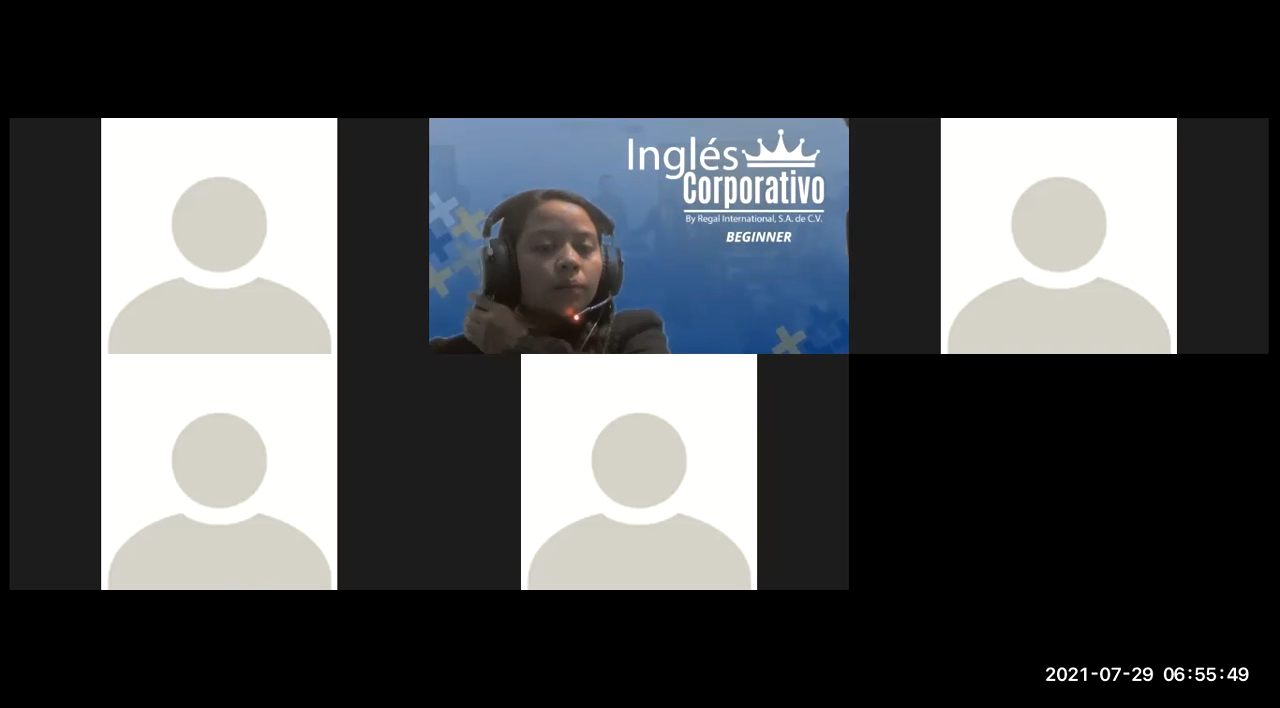 Inglés
Corporativo
By Regal International, S.A. de C.V.
BEGINNER
2021-07-29 06:55:49